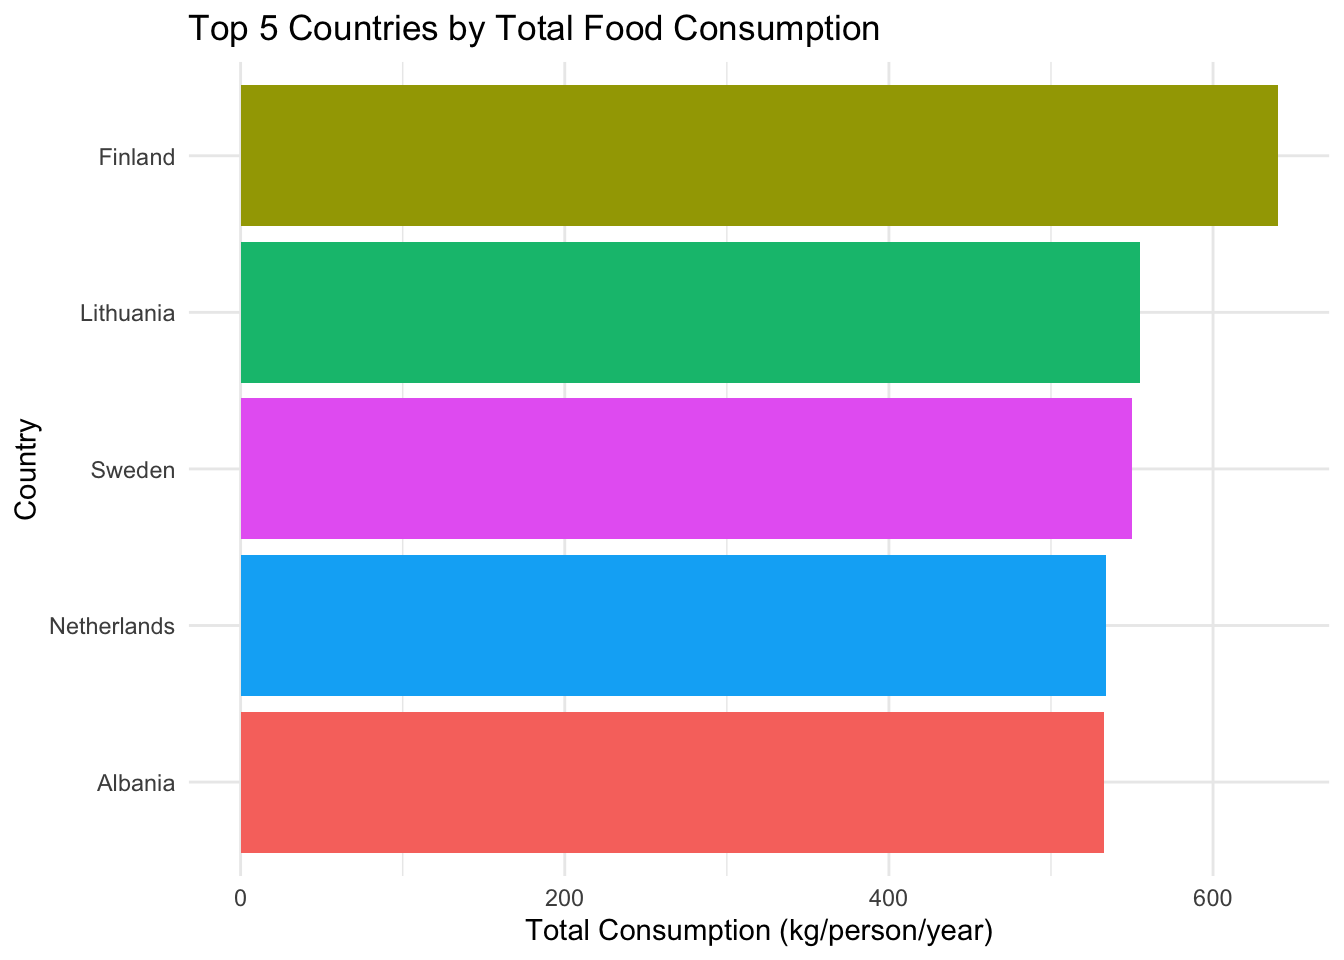 Top 5 Countries by Total Food Consumption
Finland
Lithuania
Sweden
Netherlands
Albania
Country
0 200 400 600
Total Consumption (kg/person/year)